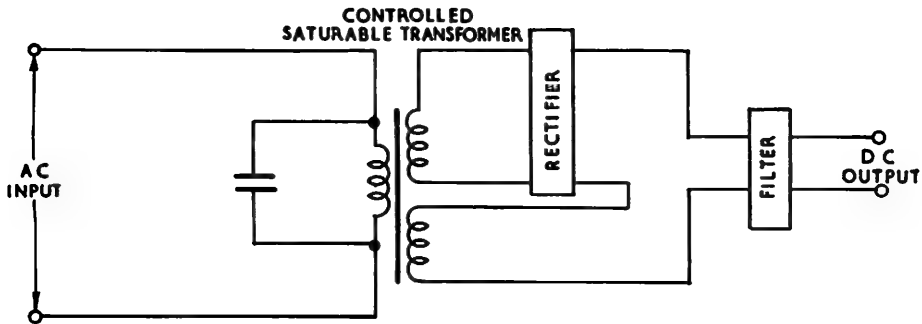 CONTROLLED
SATURABLE TRANSFORMER
RECTIFIER
AC
INPUT
FILTER
DC
OUTPUT